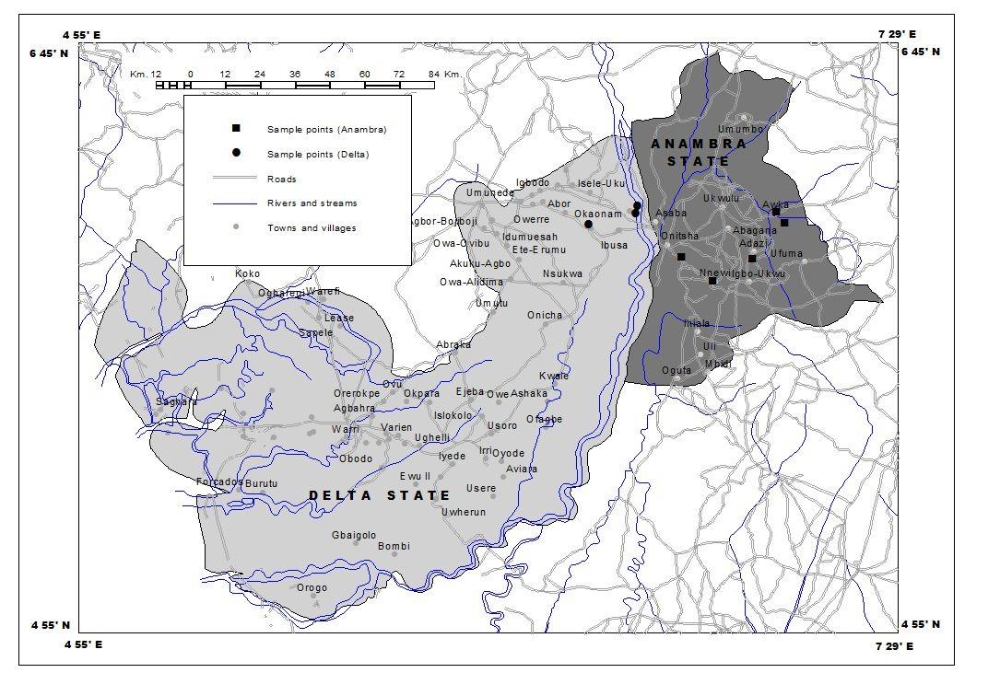 4 55' E
7 29' E
6 45' N
6 45' N
Km. 12 0 12 24 36 48 60 72 84 Km.
Sample points (Anambra)
Sample points (Delta)
Roads
Rivers and streams
Towns and villages
Umumbo
ANAMBRA
STATE
Igbodo
Isele-Uku
Umunede
Abor
Ukwulu
Awka
Okaonam
Asaba
Agbor-Bojiboji
Owerre
Abagana
Idumuesah
Onitsha
Adazi
Owa-Ovibu
Ibusa
Ete-Erumu
Ufuma
Akuku-Agbo
Koko
Nsukwa
Nnewi
Igbo-Ukwu
Owa-Alidima
Ogharefi
Warefi
Umutu
Lease
Onicha
Ihiala
Sapele
Abraka
Uli
Mbidi
Oguta
Kwale
Ovu
Orerokpe
Okpara
Ejeba
Owe
Ashaka
Saghara
Agbahra
Islokolo
Ofagbe
Warri
Varien
Usoro
Ughelli
Obodo
Iyede
Irri
Oyode
Aviara
Ewu II
Forcados
Burutu
Usere
DELTA STATE
Uwherun
Gbaigolo
Bombi
Orogo
4 55' N
4 55' N
4 55' E
7 29' E